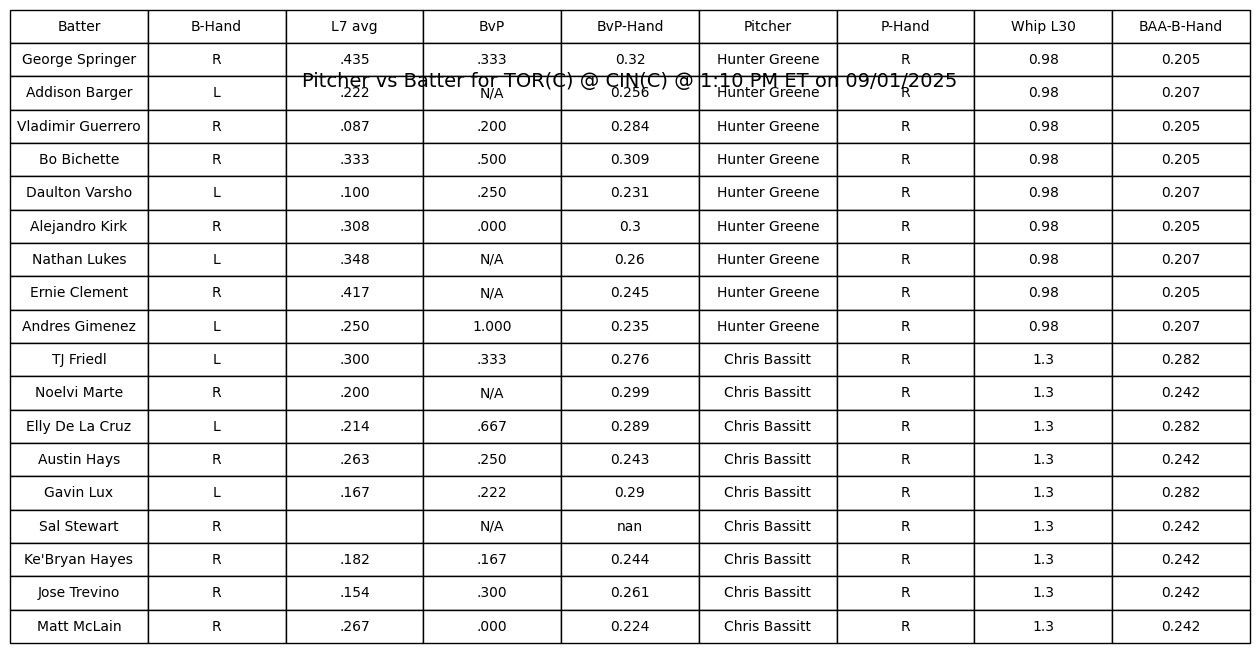 Batter B-Hand L7 avg BvP BvP-Hand Pitcher P-Hand Whip L30 BAA-B-Hand
George Springer R .435 .333 0.32 Hunter Greene R 0.98 0.205
Pitcher vs Batter for TOR(C) @ CIN(C) @ 1:10 PM ET on 09/01/2025
Addison Barger L .222 N/A 0.256 Hunter Greene R 0.98 0.207
Vladimir Guerrero R .087 .200 0.284 Hunter Greene R 0.98 0.205
Bo Bichette R .333 .500 0.309 Hunter Greene R 0.98 0.205
Daulton Varsho L .100 .250 0.231 Hunter Greene R 0.98 0.207
Alejandro Kirk R .308 .000 0.3 Hunter Greene R 0.98 0.205
Nathan Lukes L .348 N/A 0.26 Hunter Greene R 0.98 0.207
Ernie Clement R .417 N/A 0.245 Hunter Greene R 0.98 0.205
Andres Gimenez L .250 1.000 0.235 Hunter Greene R 0.98 0.207
TJ Friedl L .300 .333 0.276 Chris Bassitt R 1.3 0.282
Noelvi Marte R .200 N/A 0.299 Chris Bassitt R 1.3 0.242
Elly De La Cruz L .214 .667 0.289 Chris Bassitt R 1.3 0.282
Austin Hays R .263 .250 0.243 Chris Bassitt R 1.3 0.242
Gavin Lux L .167 .222 0.29 Chris Bassitt R 1.3 0.282
Sal Stewart R N/A nan Chris Bassitt R 1.3 0.242
Ke'Bryan Hayes R .182 .167 0.244 Chris Bassitt R 1.3 0.242
Jose Trevino R .154 .300 0.261 Chris Bassitt R 1.3 0.242
Matt McLain R .267 .000 0.224 Chris Bassitt R 1.3 0.242